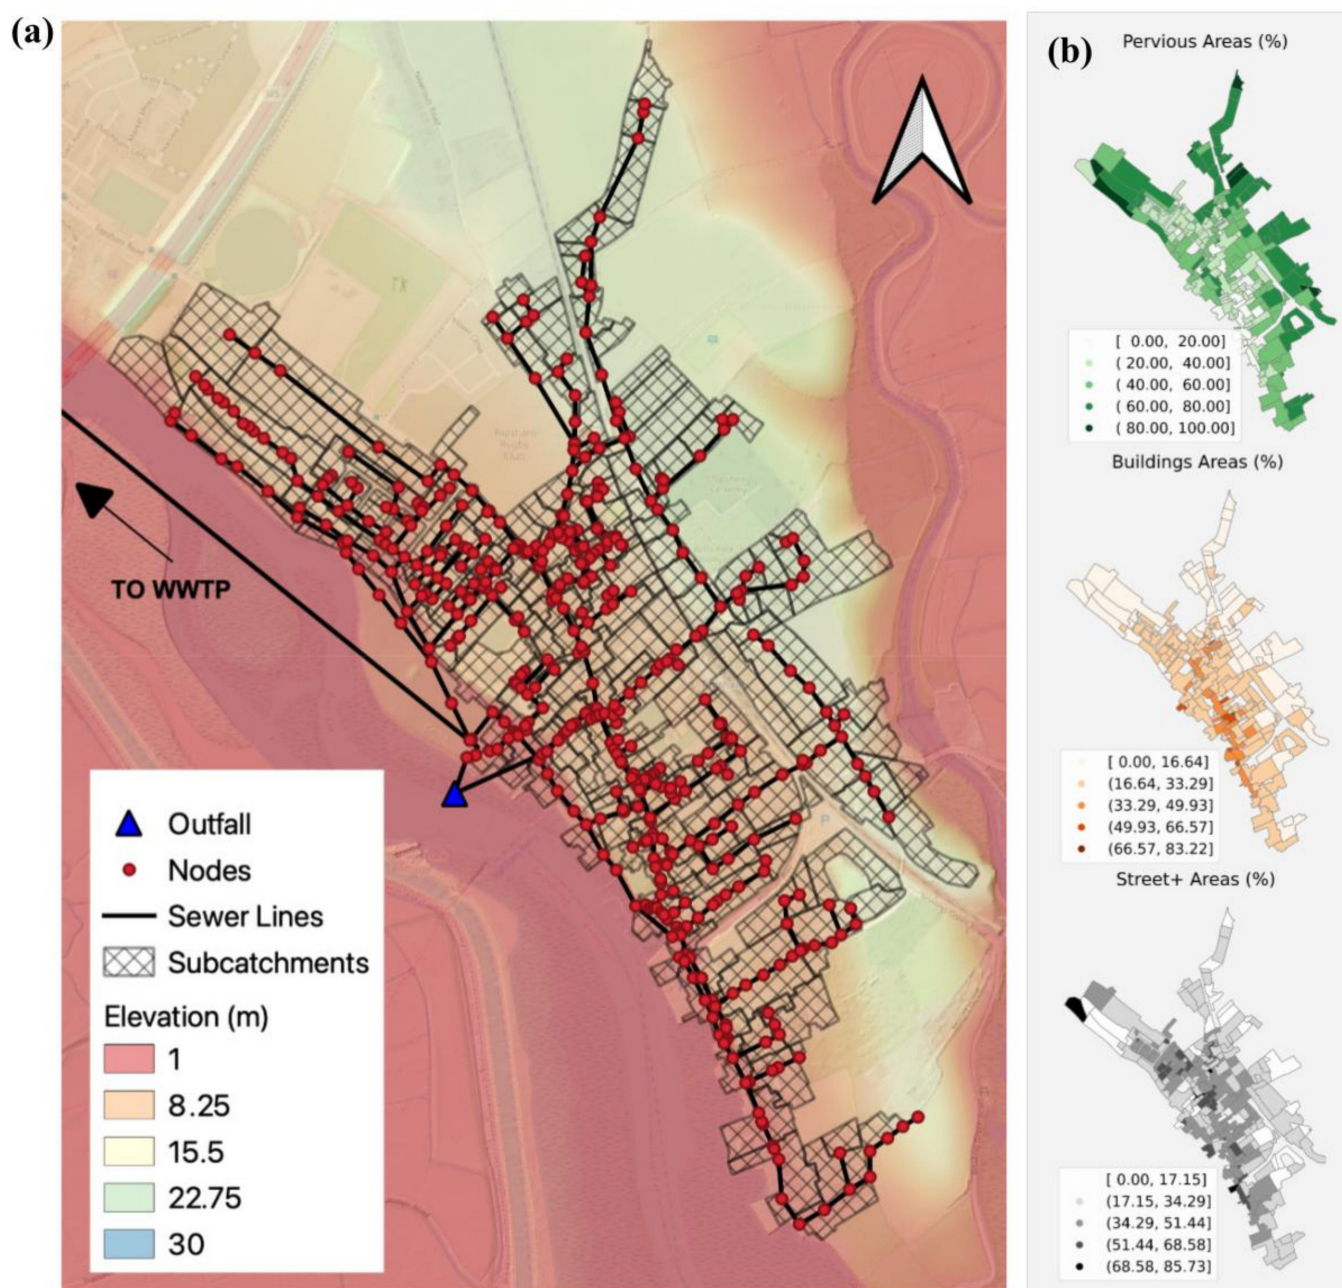 (a)
TO WWTP
P
Outfall
Nodes
Sewer Lines
Subcatchments
Elevation (m)
1
8.25
15.5
22.75
30
(b)
Pervious Areas (%)
[ 0.00, 20.00]
( 20.00, 40.00]
( 40.00, 60.00]
( 60.00, 80.00]
( 80.00, 100.00]
Buildings Areas (%)
[ 0.00, 16.64]
(16.64, 33.29]
(33.29, 49.93]
(49.93, 66.57]
(66.57, 83.22]
Street+ Areas (%)
[ 0.00, 17.15]
(17.15, 34.29]
(34.29, 51.44]
(51.44, 68.58]
(68.58, 85.73]